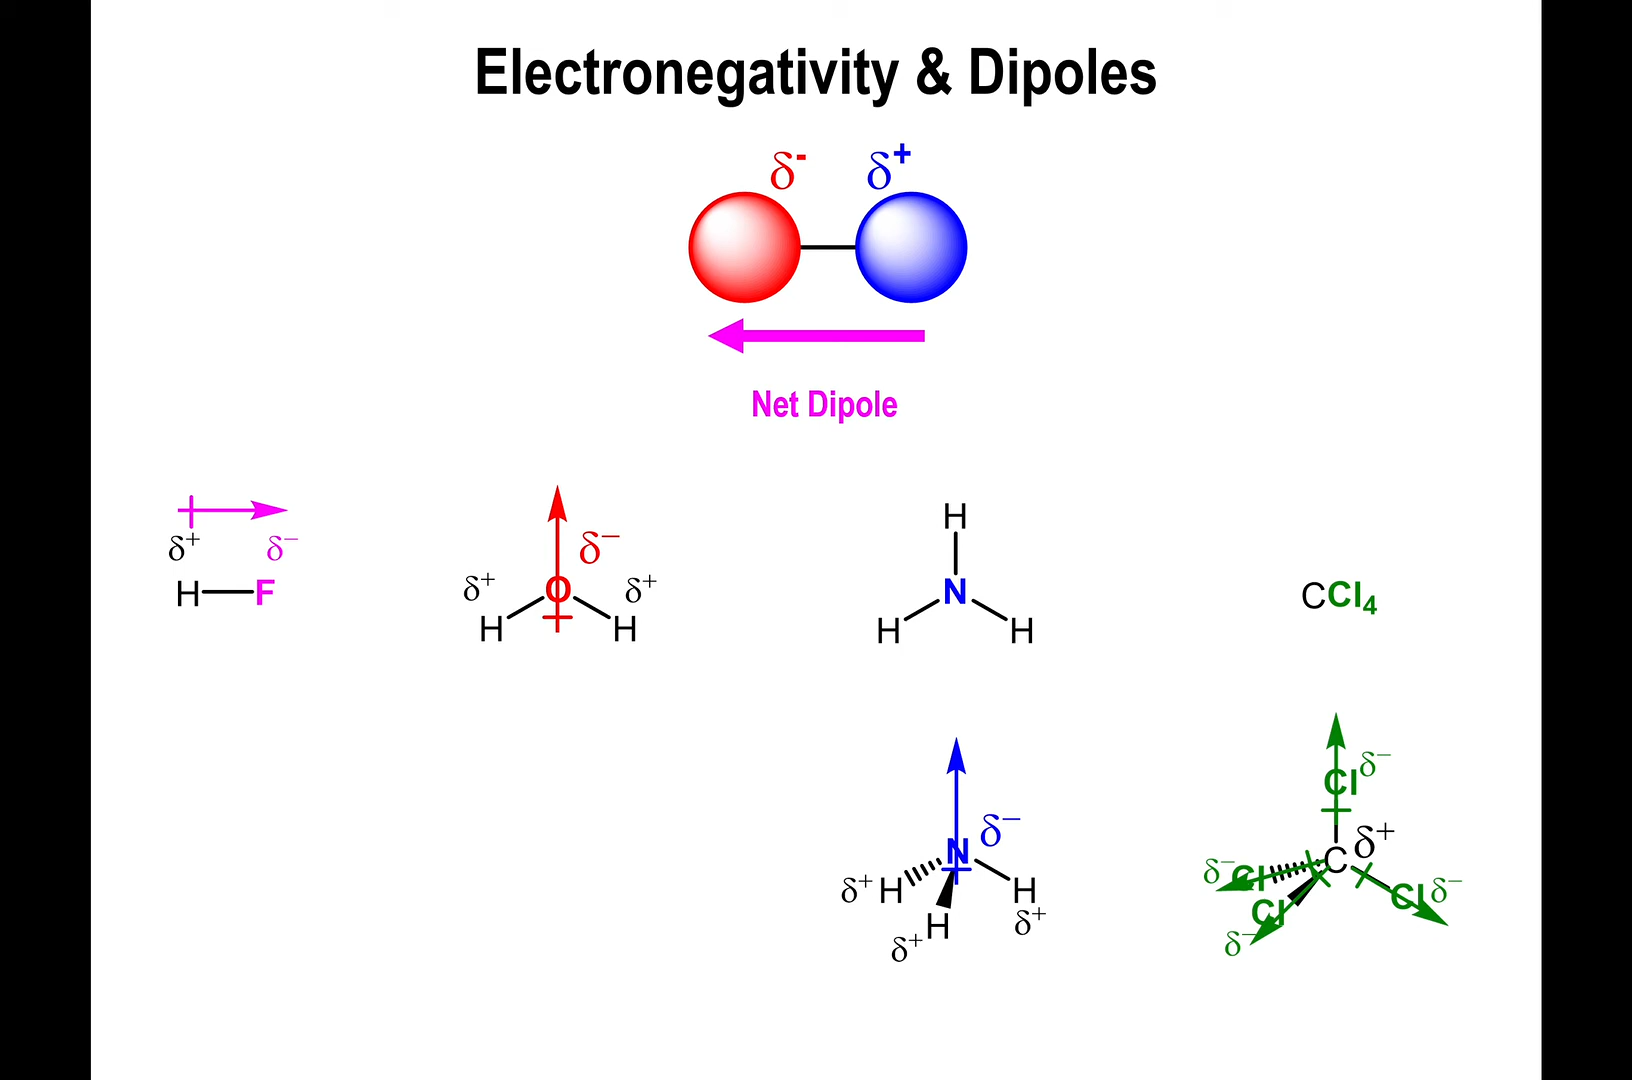 Electronegativity & Dipoles
δ⁻ δ⁺
Net Dipole
δ⁺ δ⁻
H F
δ⁻
δ⁺ O δ⁺
H H
H
N
H H
CCl₄
δ⁻
N
δ⁺ H H
H δ⁺
δ⁺
Cl δ⁻
C δ⁺
δ⁻ Cl Cl δ⁻
Cl
δ⁻